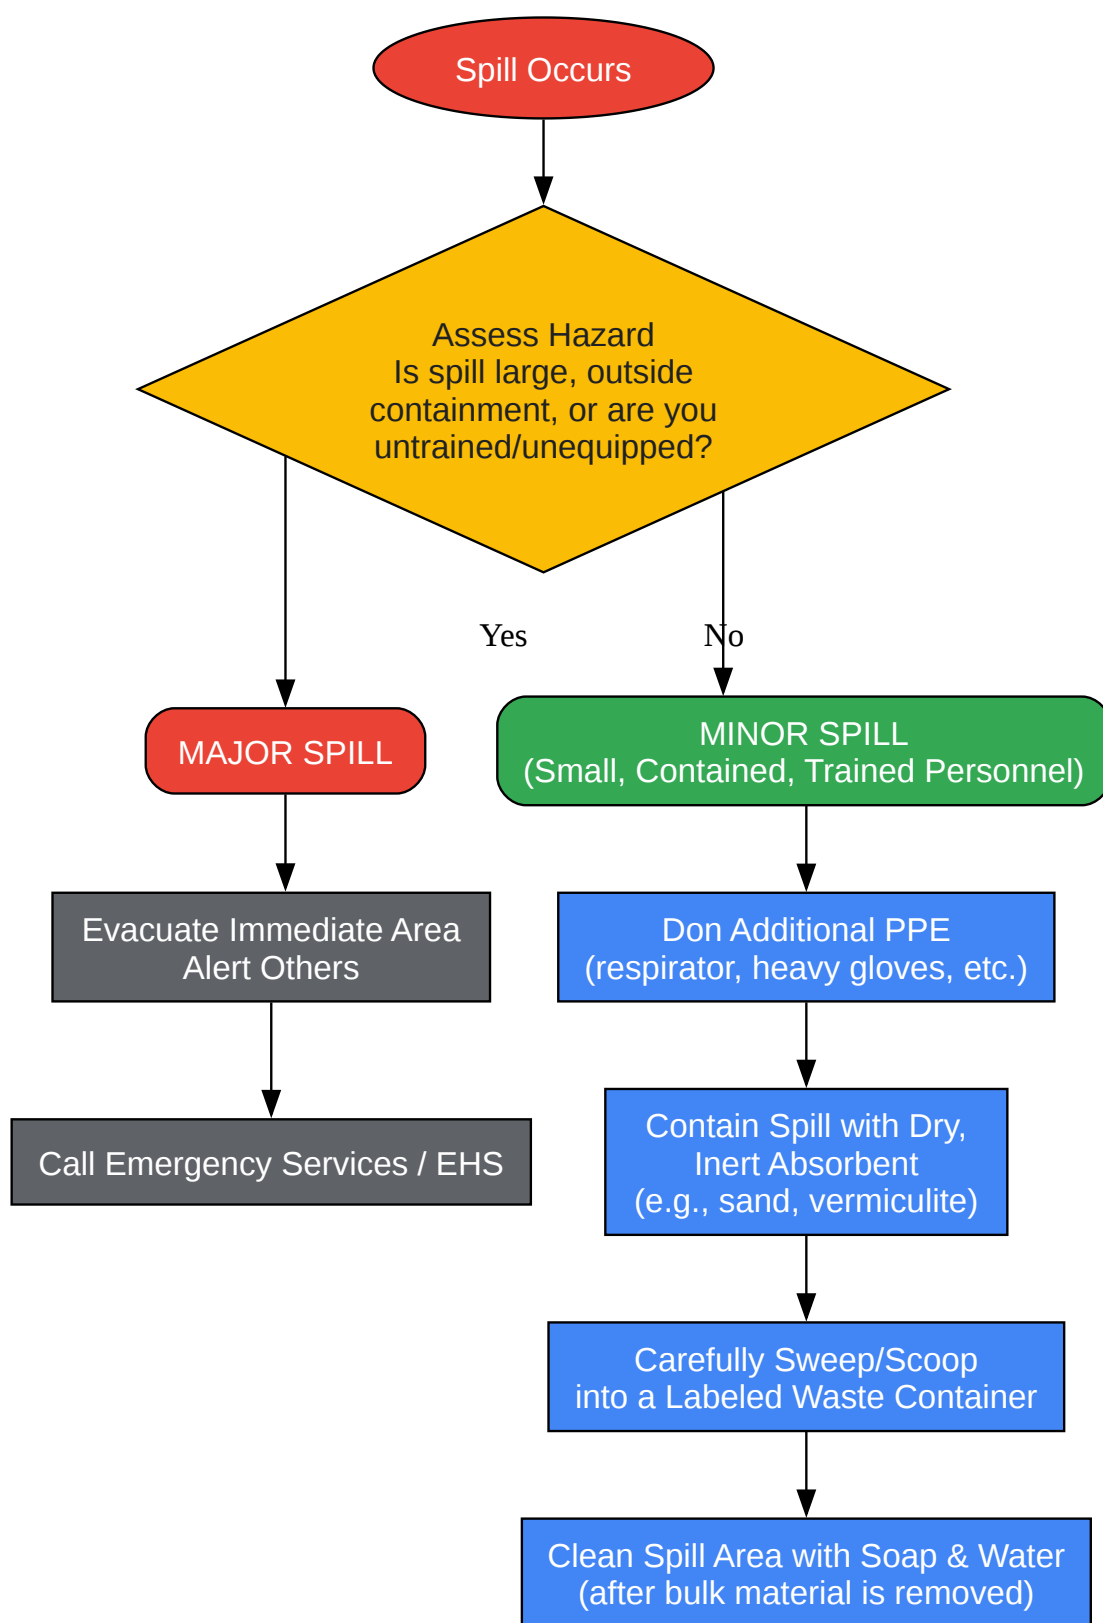 Spill Occurs
Assess Hazard
Is spill large, outside
containment, or are you
untrained/unequipped?
Yes
No
MAJOR SPILL
MINOR SPILL
(Small, Contained, Trained Personnel)
Evacuate Immediate Area
Alert Others
Don Additional PPE
(respirator, heavy gloves, etc.)
Call Emergency Services / EHS
Contain Spill with Dry,
Inert Absorbent
(e.g., sand, vermiculite)
Carefully Sweep/Scoop
into a Labeled Waste Container
Clean Spill Area with Soap & Water
(after bulk material is removed)